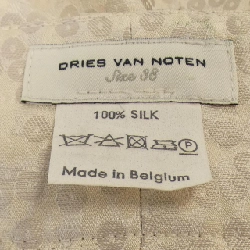 DRIES VAN NOTEN
Size 38
100% SILK
P
Made in Belgium